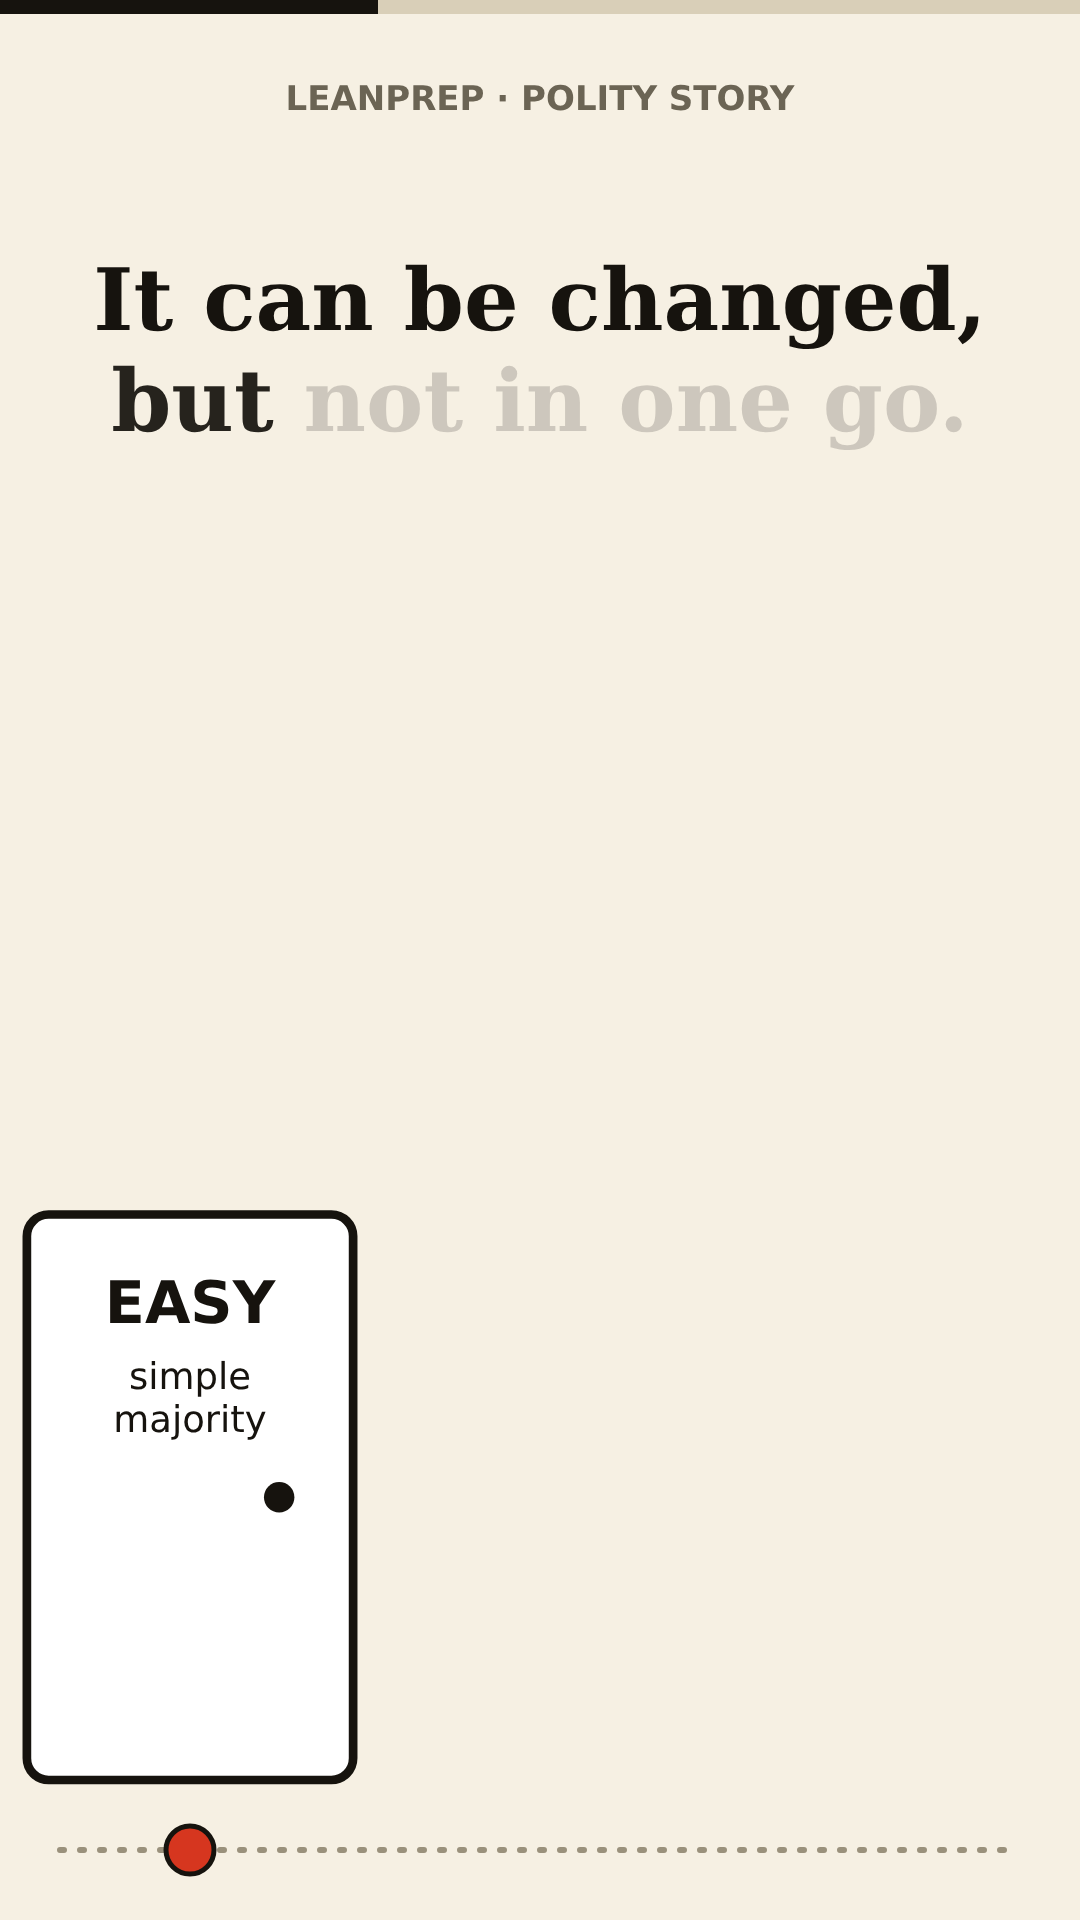 LEANPREP · POLITY STORY
It can be changed,
but not in one go.
EASY
simple
majority